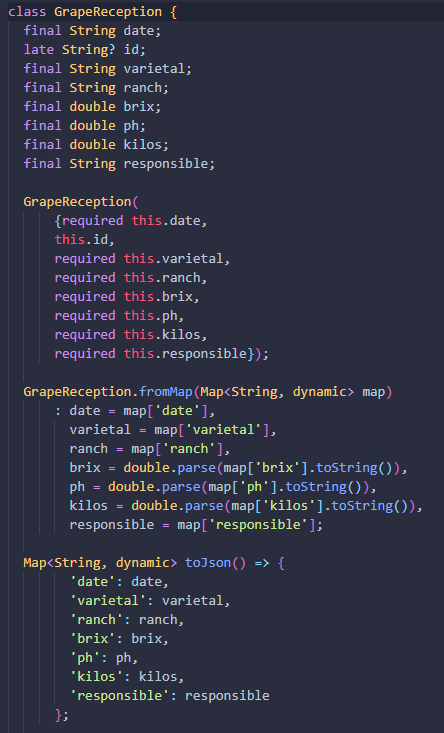 class GrapeReception {
  final String date;
  late String? id;
  final String varietal;
  final String ranch;
  final double brix;
  final double ph;
  final double kilos;
  final String responsible;

  GrapeReception(
      {required this.date,
      this.id,
      required this.varietal,
      required this.ranch,
      required this.brix,
      required this.ph,
      required this.kilos,
      required this.responsible});

  GrapeReception.fromMap(Map<String, dynamic> map)
      : date = map['date'],
        varietal = map['varietal'],
        ranch = map['ranch'],
        brix = double.parse(map['brix'].toString()),
        ph = double.parse(map['ph'].toString()),
        kilos = double.parse(map['kilos'].toString()),
        responsible = map['responsible'];

  Map<String, dynamic> toJson() => {
        'date': date,
        'varietal': varietal,
        'ranch': ranch,
        'brix': brix,
        'ph': ph,
        'kilos': kilos,
        'responsible': responsible
      };